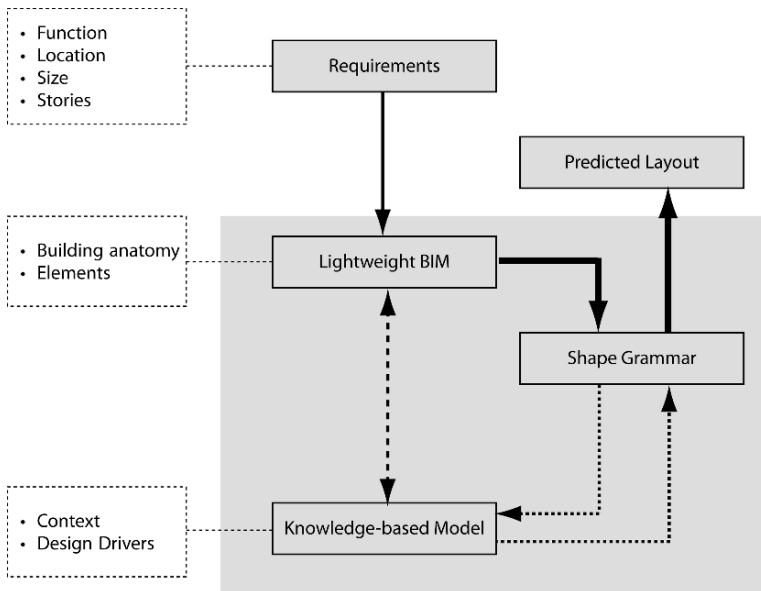 • Function
• Location
• Size
• Stories
Requirements
Predicted Layout
• Building anatomy
• Elements
Lightweight BIM
Shape Grammar
• Context
• Design Drivers
Knowledge-based Model